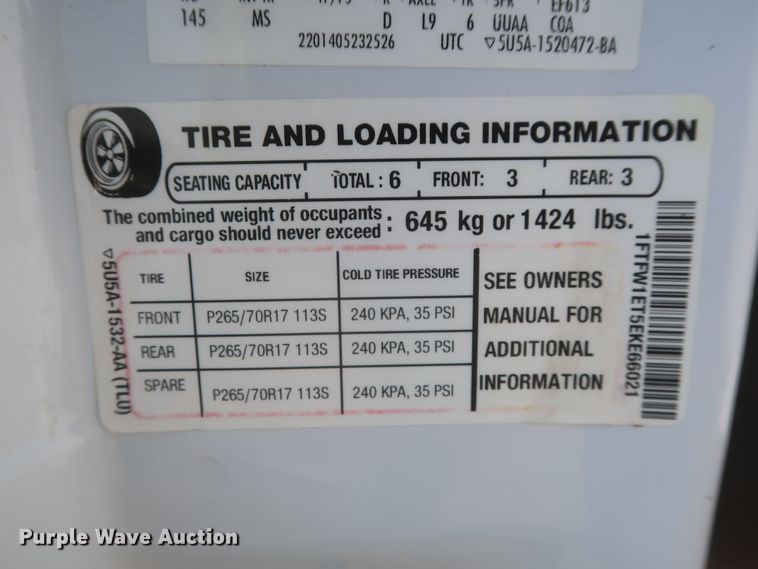 145 MS D L9 6 UUAA COA
2201405232526 UTC ▽5U5A-1520472-BA
TIRE AND LOADING INFORMATION
SEATING CAPACITY TOTAL : 6 FRONT: 3 REAR: 3
The combined weight of occupants
and cargo should never exceed : 645 kg or 1424 lbs.
TIRE SIZE COLD TIRE PRESSURE
FRONT P265/70R17 113S 240 KPA, 35 PSI
REAR P265/70R17 113S 240 KPA, 35 PSI
SPARE P265/70R17 113S 240 KPA, 35 PSI
SEE OWNERS
MANUAL FOR
ADDITIONAL
INFORMATION
▽5U5A-1532-AA (TL0)
1FTFW1ET5EKE66021
Purple Wave Auction